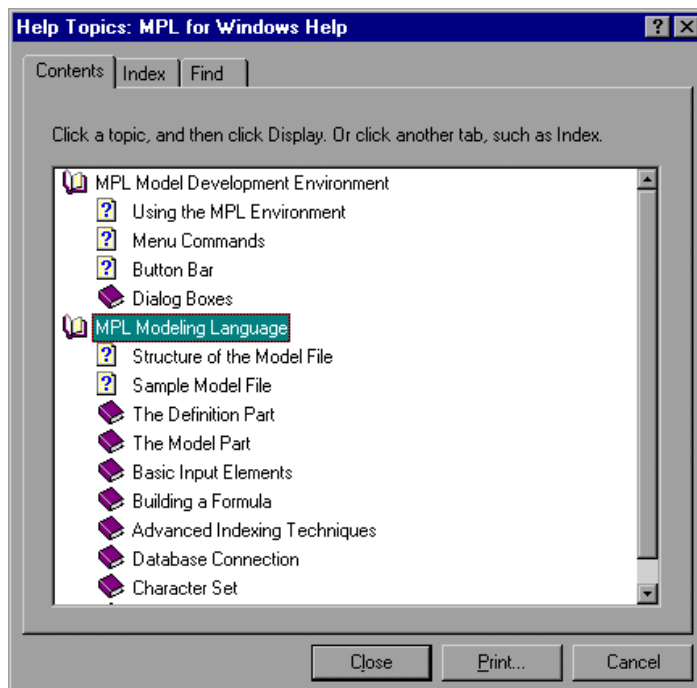 Help Topics: MPL for Windows Help
Contents
Index
Find
Click a topic, and then click Display. Or click another tab, such as Index.
MPL Model Development Environment
Using the MPL Environment
Menu Commands
Button Bar
Dialog Boxes
MPL Modeling Language
Structure of the Model File
Sample Model File
The Definition Part
The Model Part
Basic Input Elements
Building a Formula
Advanced Indexing Techniques
Database Connection
Character Set
Close
Print...
Cancel